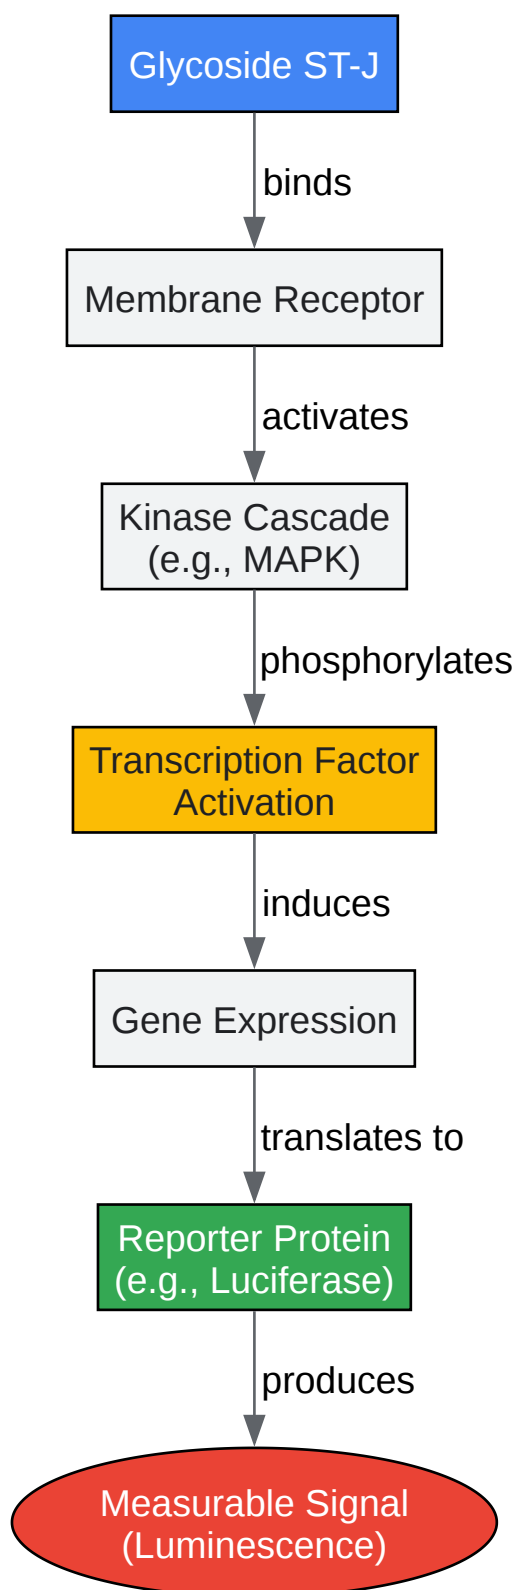 Glycoside ST-J
binds
Membrane Receptor
activates
Kinase Cascade
(e.g., MAPK)
phosphorylates
Transcription Factor
Activation
induces
Gene Expression
translates to
Reporter Protein
(e.g., Luciferase)
produces
Measurable Signal
(Luminescence)